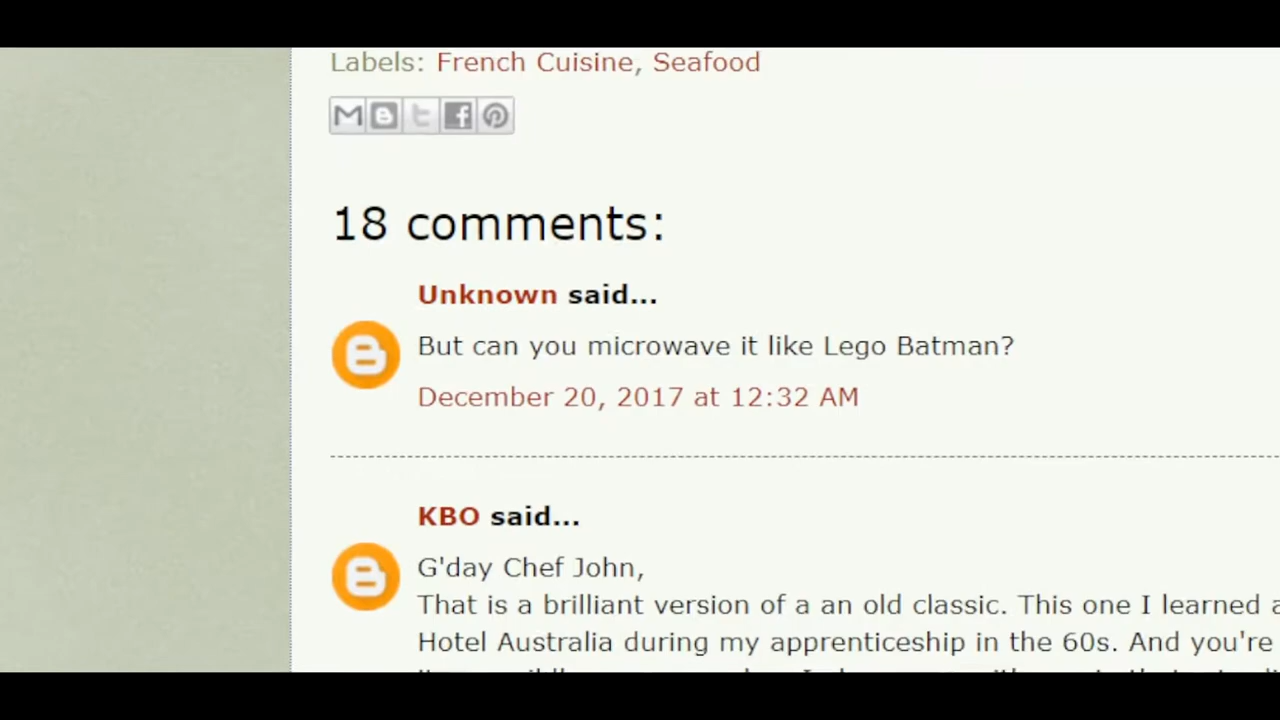 Labels: French Cuisine, Seafood
18 comments:
Unknown said...
But can you microwave it like Lego Batman?
December 20, 2017 at 12:32 AM
KBO said...
G'day Chef John,
That is a brilliant version of a an old classic. This one I learned
Hotel Australia during my apprenticeship in the 60s. And you're